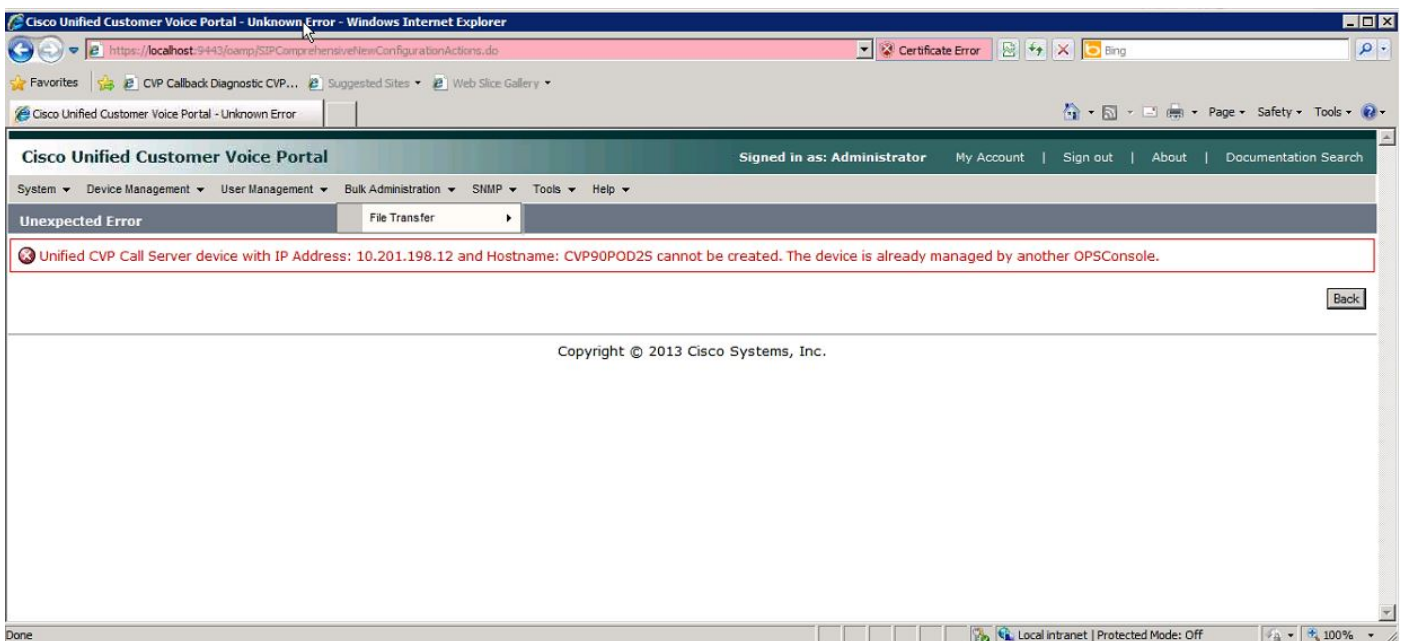 Cisco Unified Customer Voice Portal - Unknown Error - Windows Internet Explorer
https://localhost:9443/oamp/SIPComprehensiveNewConfigurationActions.do Certificate Error Bing
Favorites CVP Callback Diagnostic CVP... Suggested Sites Web Slice Gallery
Cisco Unified Customer Voice Portal - Unknown Error Page Safety Tools
Cisco Unified Customer Voice Portal Signed in as: Administrator My Account | Sign out | About | Documentation Search
System Device Management User Management Bulk Administration SNMP Tools Help
Unexpected Error File Transfer
Unified CVP Call Server device with IP Address: 10.201.198.12 and Hostname: CVP90POD2S cannot be created. The device is already managed by another OPSConsole.
Back
Copyright © 2013 Cisco Systems, Inc.
Done Local intranet | Protected Mode: Off 100%